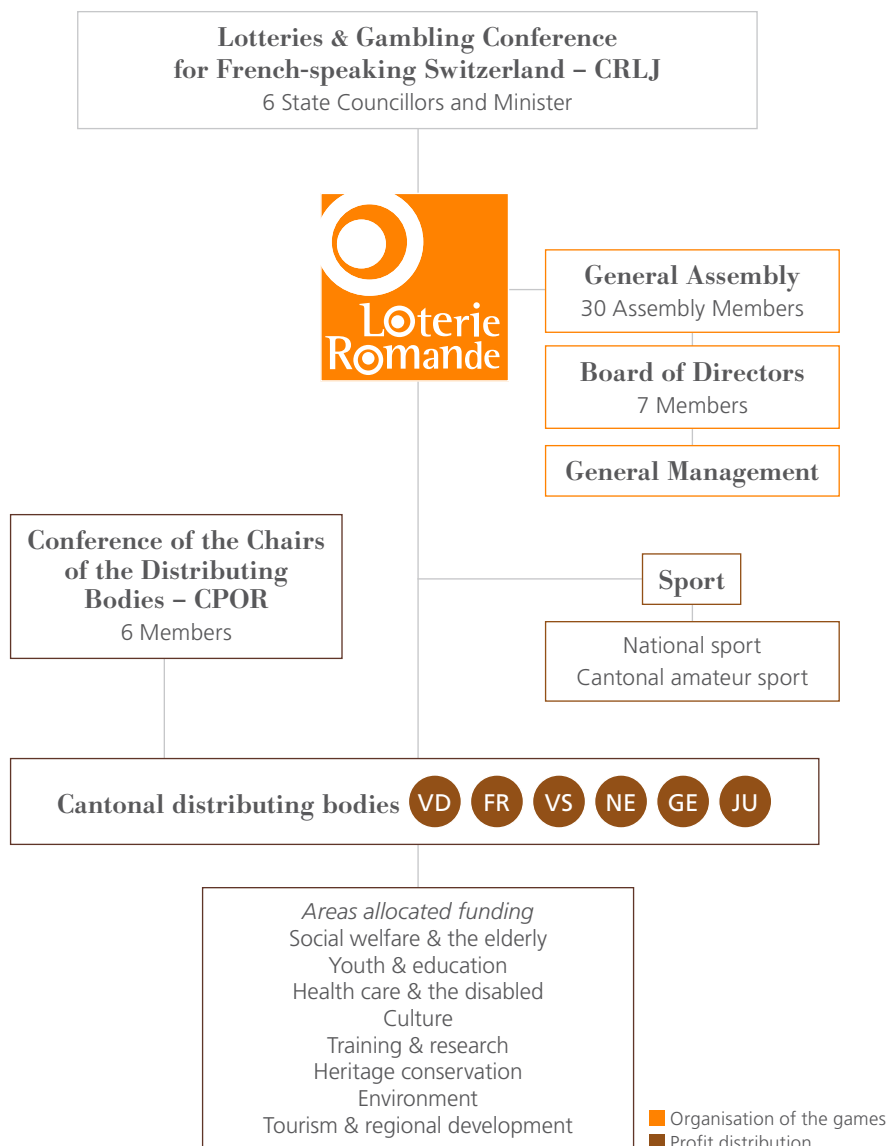 Lotteries & Gambling Conference
for French-speaking Switzerland – CRLJ
6 State Councillors and Minister
Loterie
Romande
General Assembly
30 Assembly Members
Board of Directors
7 Members
General Management
Conference of the Chairs
of the Distributing
Bodies – CPOR
6 Members
Sport
National sport
Cantonal amateur sport
Cantonal distributing bodies VD FR VS NE GE JU
Areas allocated funding
Social welfare & the elderly
Youth & education
Health care & the disabled
Culture
Training & research
Heritage conservation
Environment
Tourism & regional development
Organisation of the games
Profit distribution